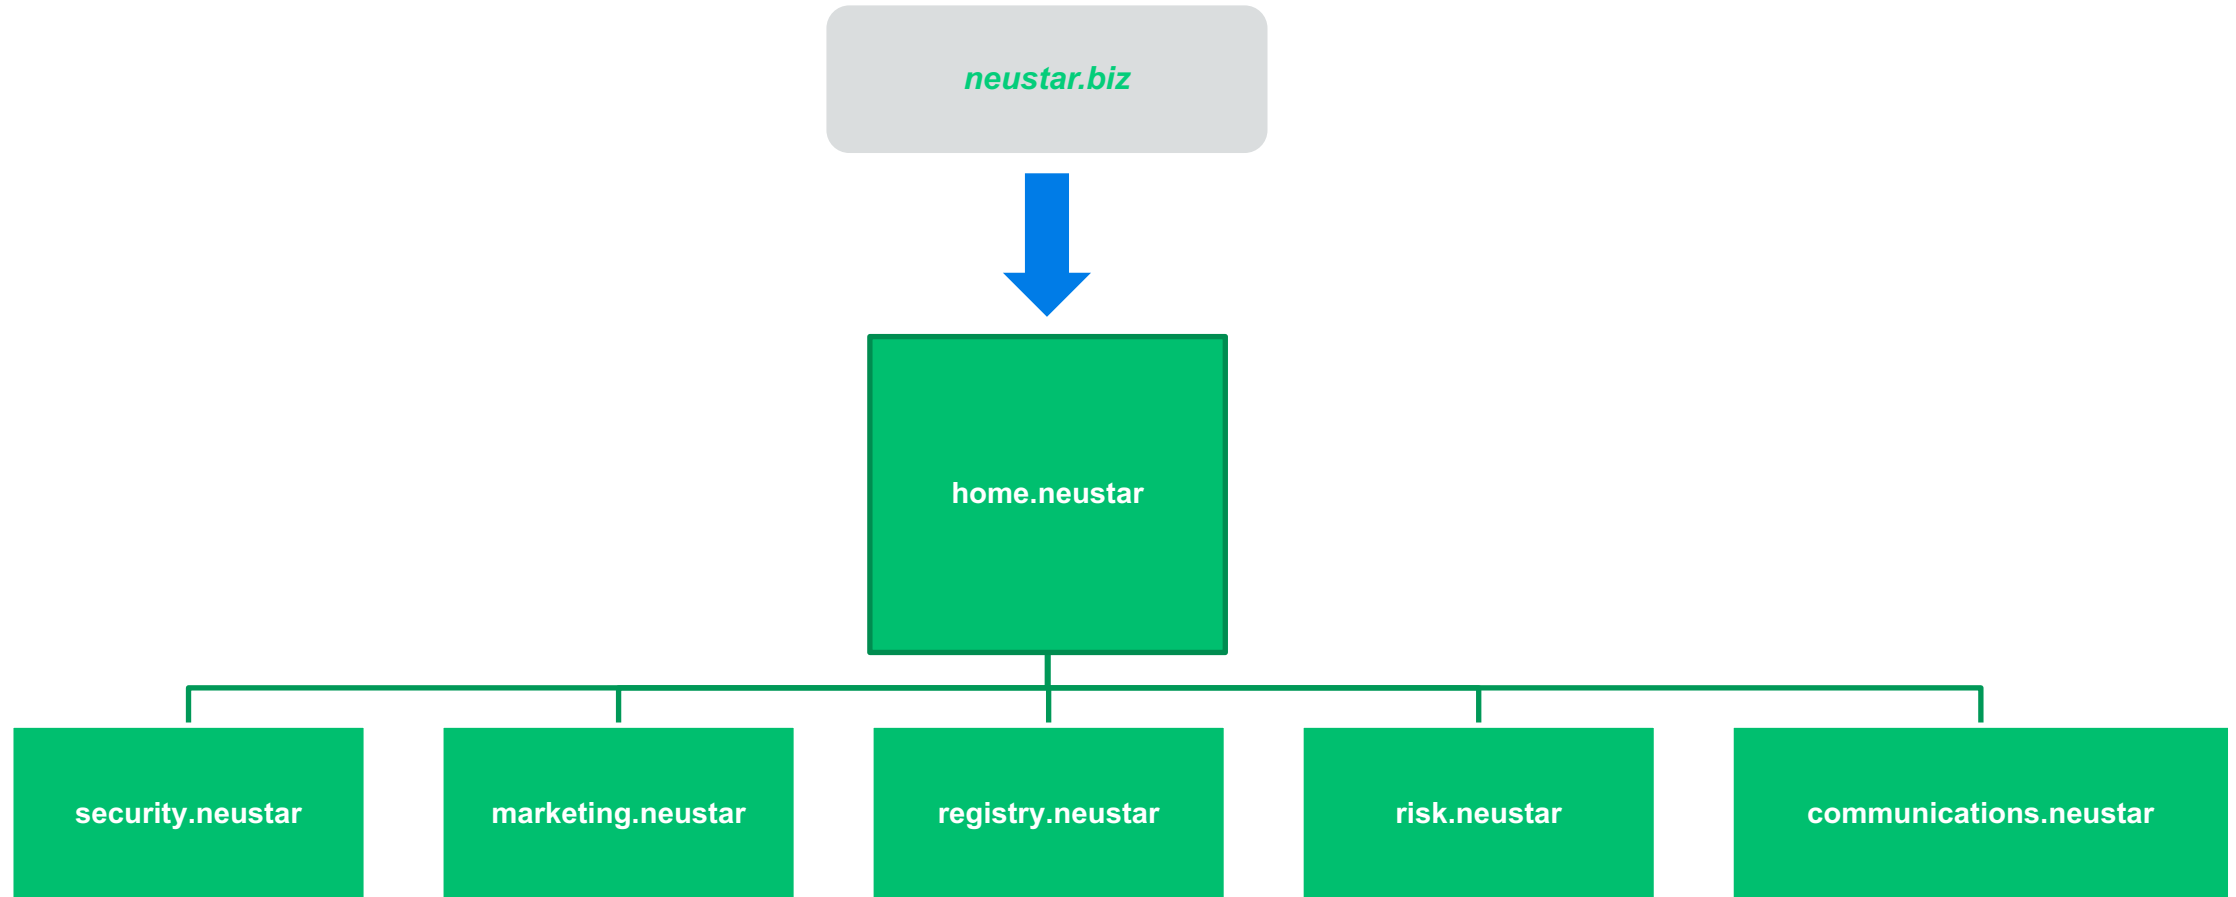 neustar.biz
home.neustar
security.neustar
marketing.neustar
registry.neustar
risk.neustar
communications.neustar